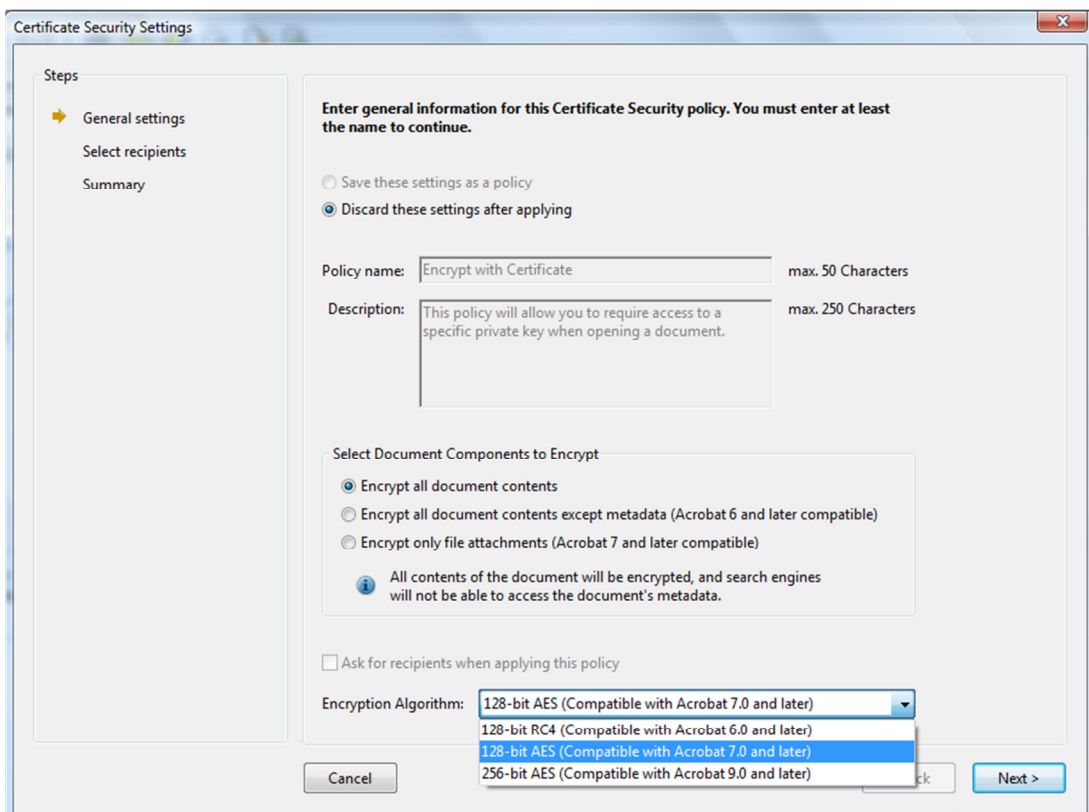 Certificate Security Settings
Steps
General settings
Select recipients
Summary
Enter general information for this Certificate Security policy. You must enter at least
the name to continue.
Save these settings as a policy
Discard these settings after applying
Policy name: Encrypt with Certificate max. 50 Characters
Description: This policy will allow you to require access to a max. 250 Characters
specific private key when opening a document.
Select Document Components to Encrypt
Encrypt all document contents
Encrypt all document contents except metadata (Acrobat 6 and later compatible)
Encrypt only file attachments (Acrobat 7 and later compatible)
All contents of the document will be encrypted, and search engines
will not be able to access the document's metadata.
Ask for recipients when applying this policy
Encryption Algorithm: 128-bit AES (Compatible with Acrobat 7.0 and later)
128-bit RC4 (Compatible with Acrobat 6.0 and later)
128-bit AES (Compatible with Acrobat 7.0 and later)
256-bit AES (Compatible with Acrobat 9.0 and later)
Cancel Next >